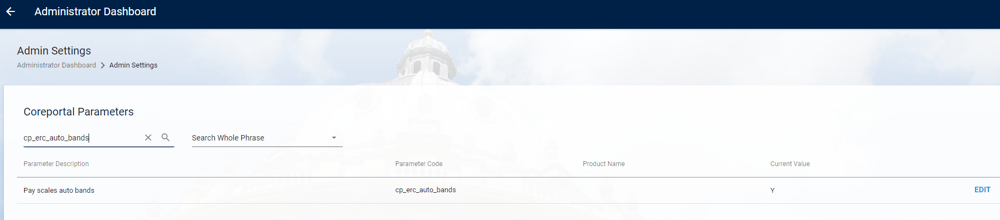 Administrator Dashboard
Admin Settings
Administrator Dashboard > Admin Settings
Coreportal Parameters
cp_erc_auto_bands Search Whole Phrase
Parameter Description Parameter Code Product Name Current Value
Pay scales auto bands cp_erc_auto_bands Y EDIT